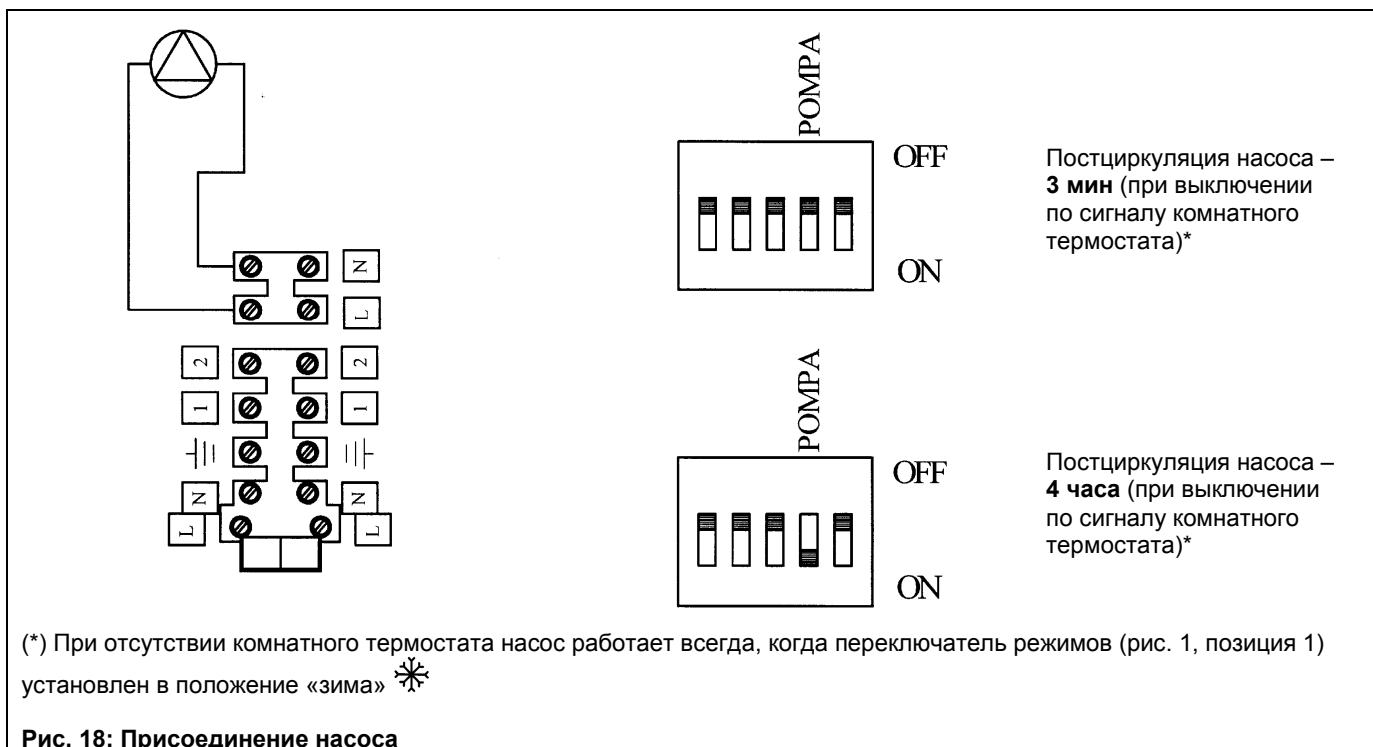 POMPA
OFF
ON
Постциркуляция насоса –
3 мин (при выключении
по сигналу комнатного
термостата)*
N
L
2
2
1
1
N
N
L
L
POMPA
OFF
ON
Постциркуляция насоса –
4 часа (при выключении
по сигналу комнатного
термостата)*
(*) При отсутствии комнатного термостата насос работает всегда, когда переключатель режимов (рис. 1, позиция 1)
установлен в положение «зима»
Рис. 18: Присоединение насоса